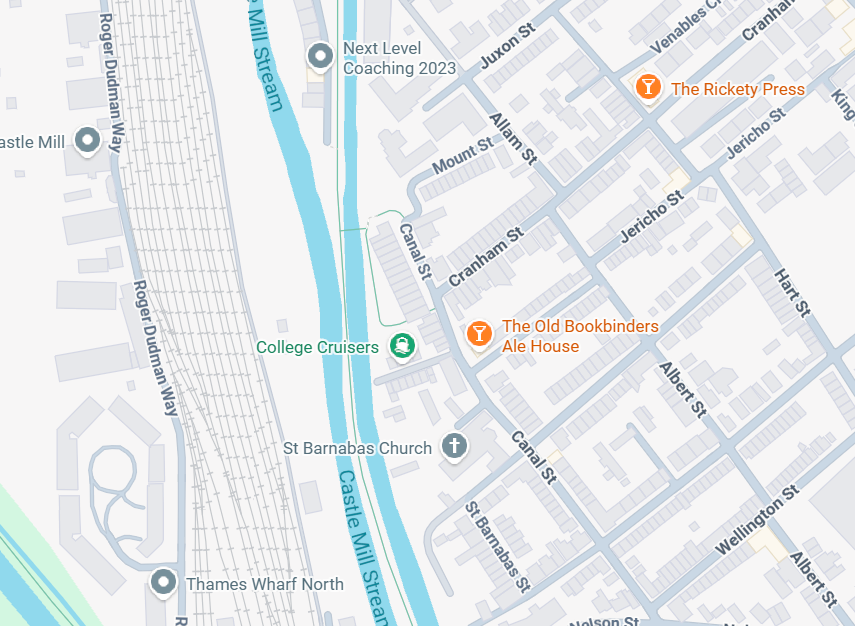 Roger Dudman Way
Mill Stream
Next Level
Coaching 2023
Juxon St
Venables Cl
Cranham
The Rickety Press
King
Jericho St
Allam St
Mount St
astle Mill
Jericho St
Canal St
Cranham St
Hart St
Roger Dudman Way
The Old Bookbinders
Ale House
College Cruisers
Albert St
St Barnabas Church
Canal St
Castle Mill Stream
St Barnabas St
Wellington St
Albert St
Thames Wharf North
Nelson St
R